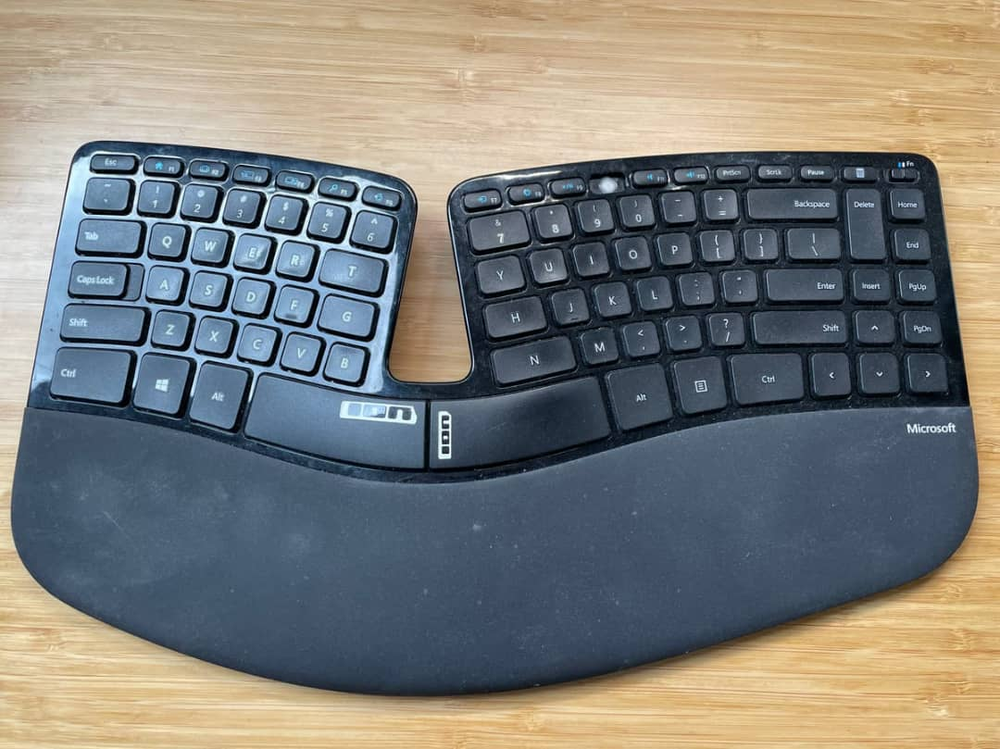 Esc F1 F2 F3 F4 F5 F6
~ `
! 1 @ 2 # 3 $ 4 % 5 ^ 6
Tab Q W E R T
Caps Lock A S D F G
Shift Z X C V B
Ctrl Alt
F7 F8 F9 F11 F12 PrtScn ScrLk Pause Fn
& 7 * 8 ( 9 ) 0 _ - + = Backspace Delete Home
Y U I O P { [ } ] | \ End
H J K L : ; " ' Enter Insert PgUp
N M < , > . ? / Shift ^ PgDn
Alt Ctrl < >
Microsoft